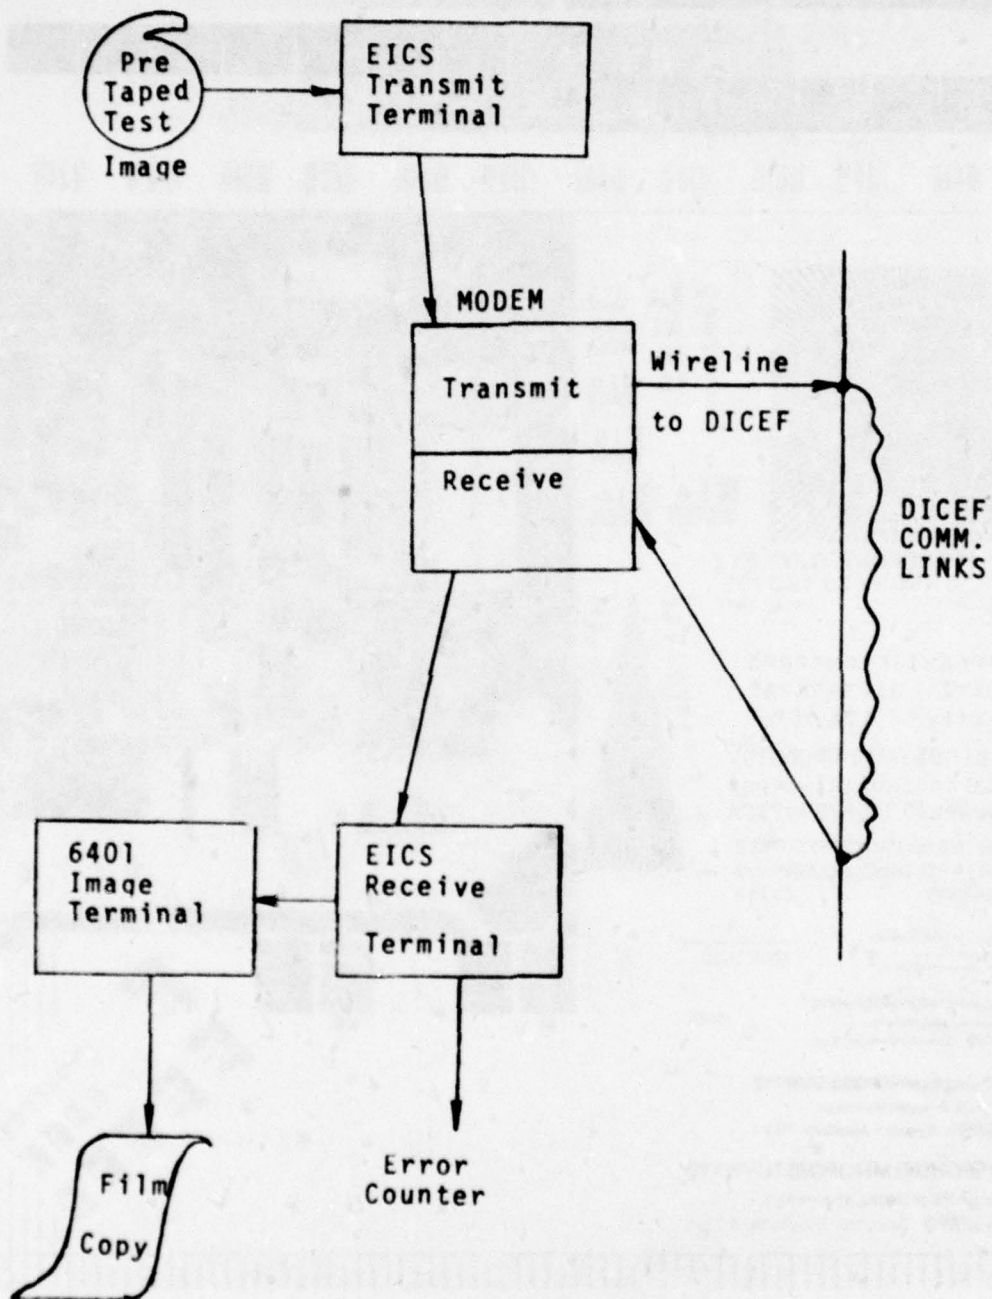 Pre
Taped
Test
Image
EICS
Transmit
Terminal
MODEM
Transmit
Receive
Wireline
to DICEF
DICEF
COMM.
LINKS
6401
Image
Terminal
EICS
Receive
Terminal
Film
Copy
Error
Counter